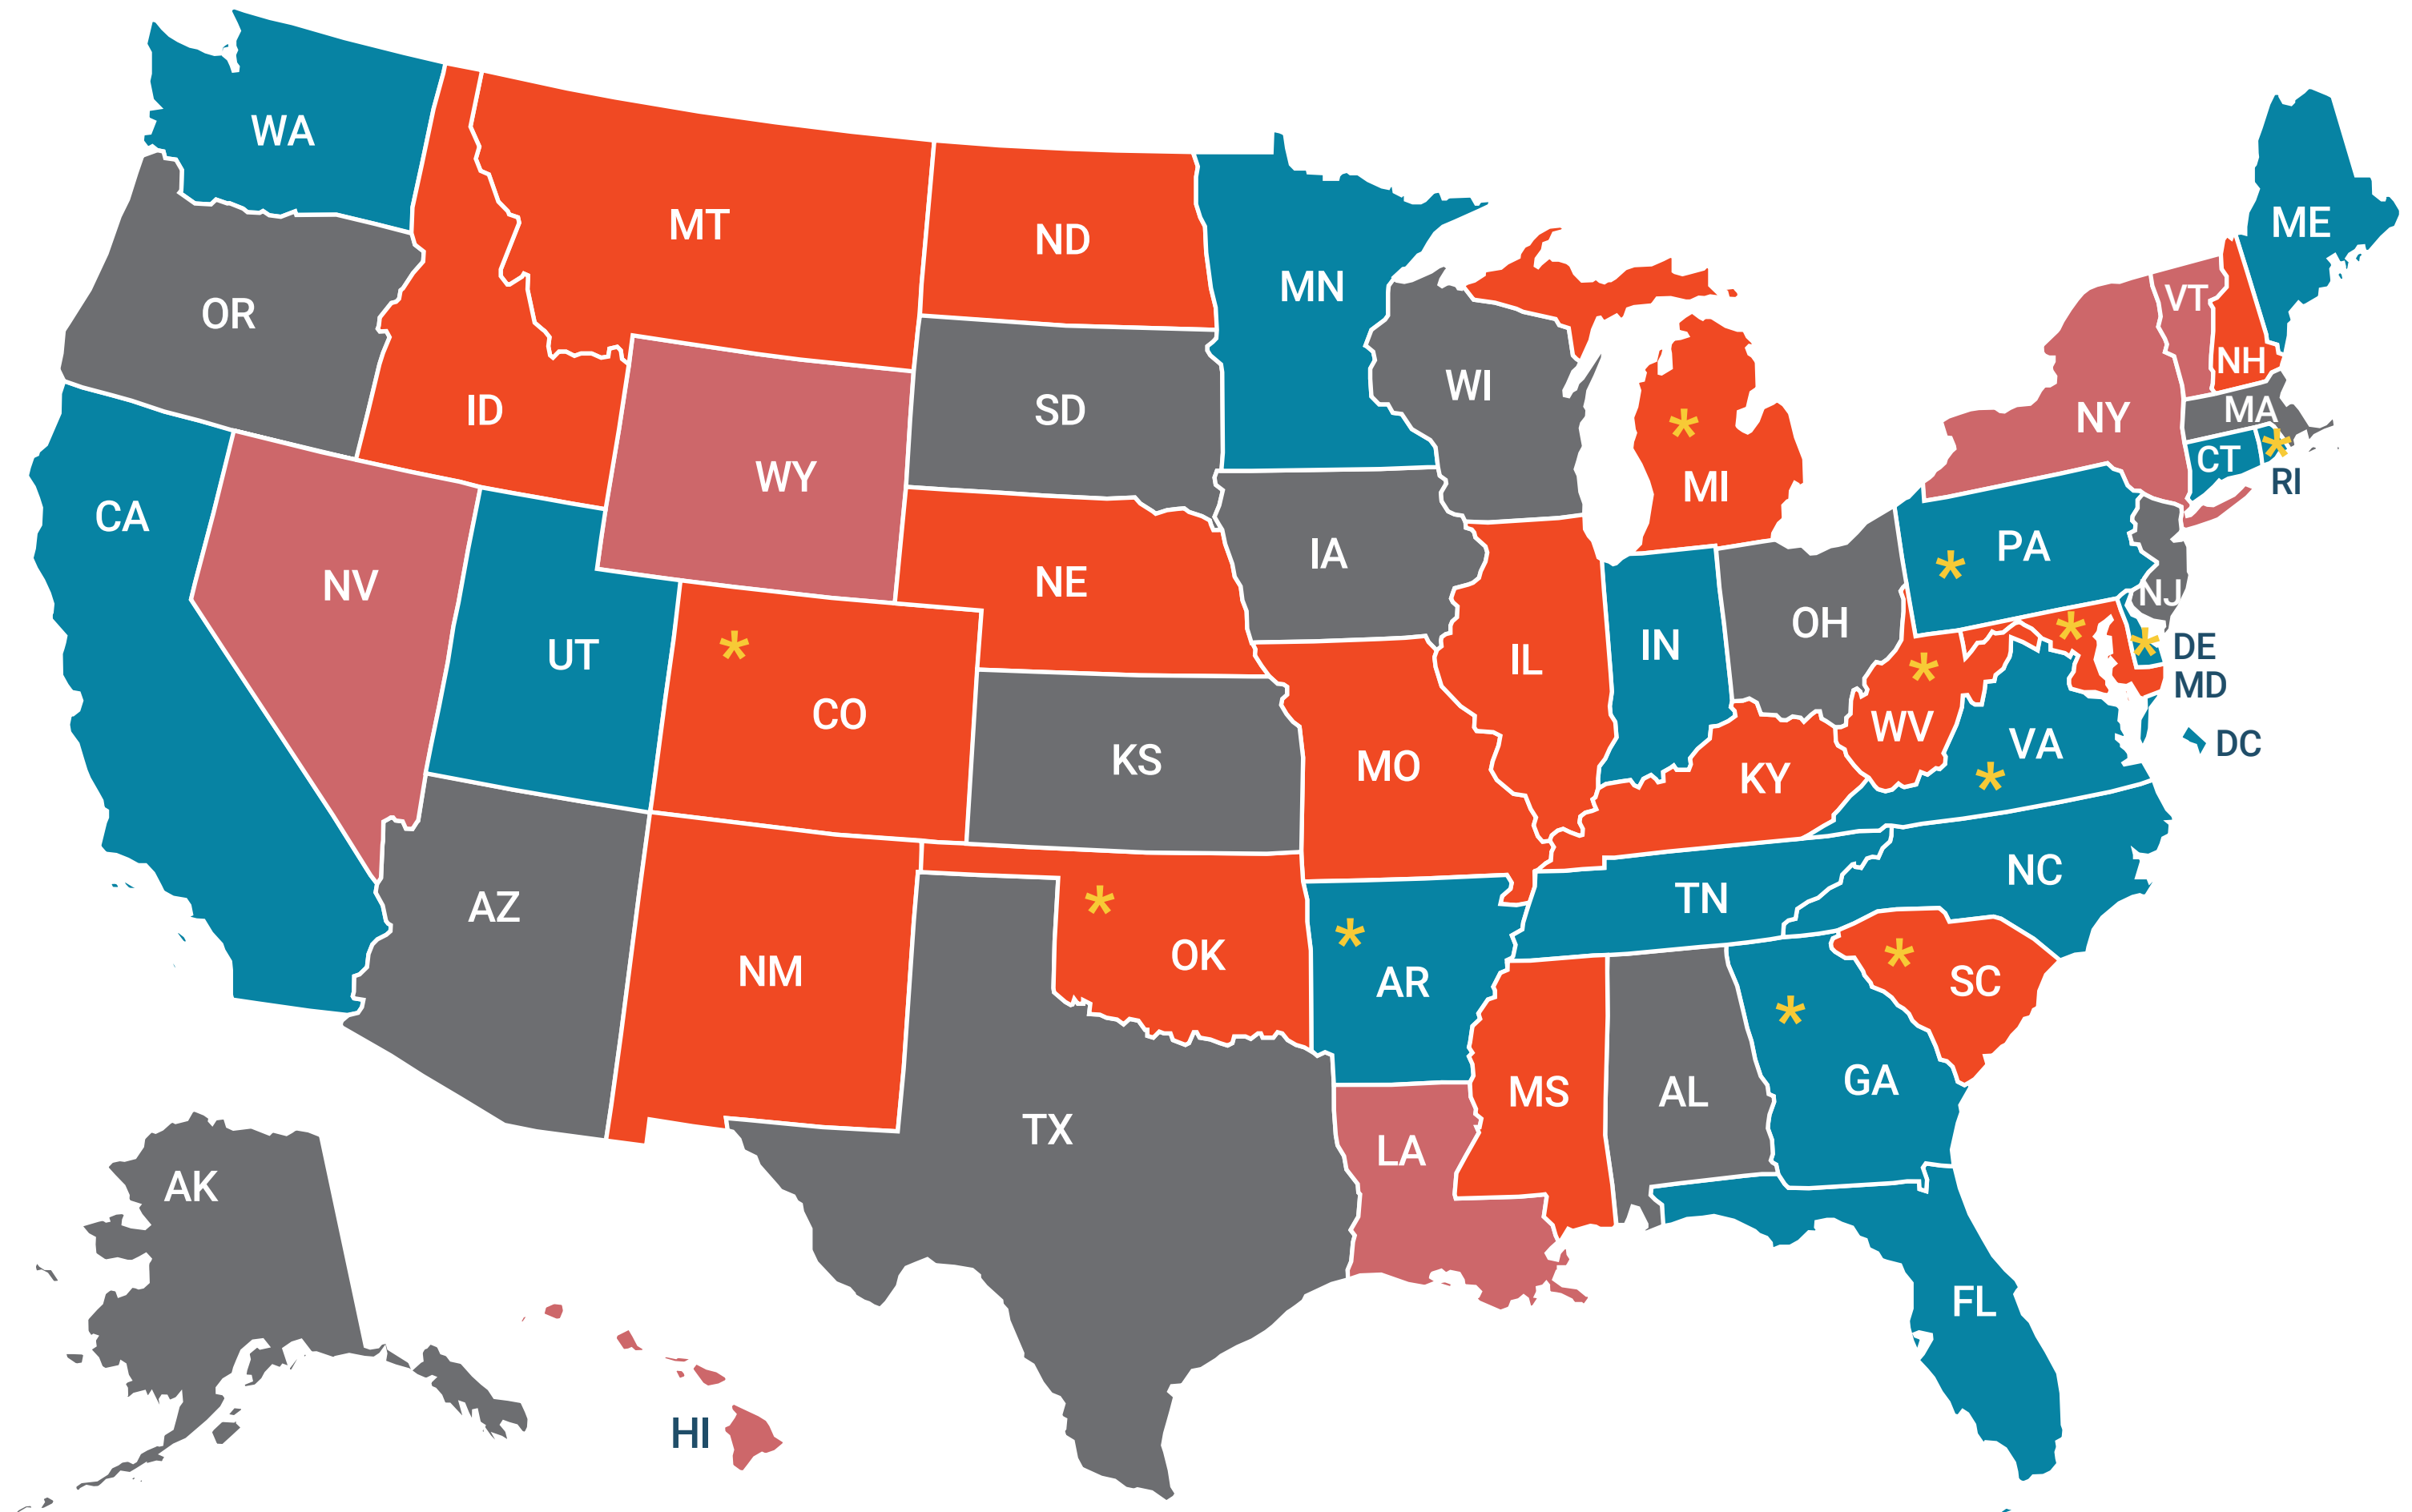 WA
MT
ND
MN
ME
OR
VT
NH
ID
SD
WI
MA
NY
*
*
CT
RI
WY
MI
CA
PA
IA
*
NV
NE
NJ
OH
*
IN
*
DE
UT
*
IL
*
MD
CO
WV
VA
DC
KS
MO
KY
*
NC
TN
*
AZ
*
OK
*
NM
AR
SC
*
GA
MS
AL
TX
LA
AK
FL
HI